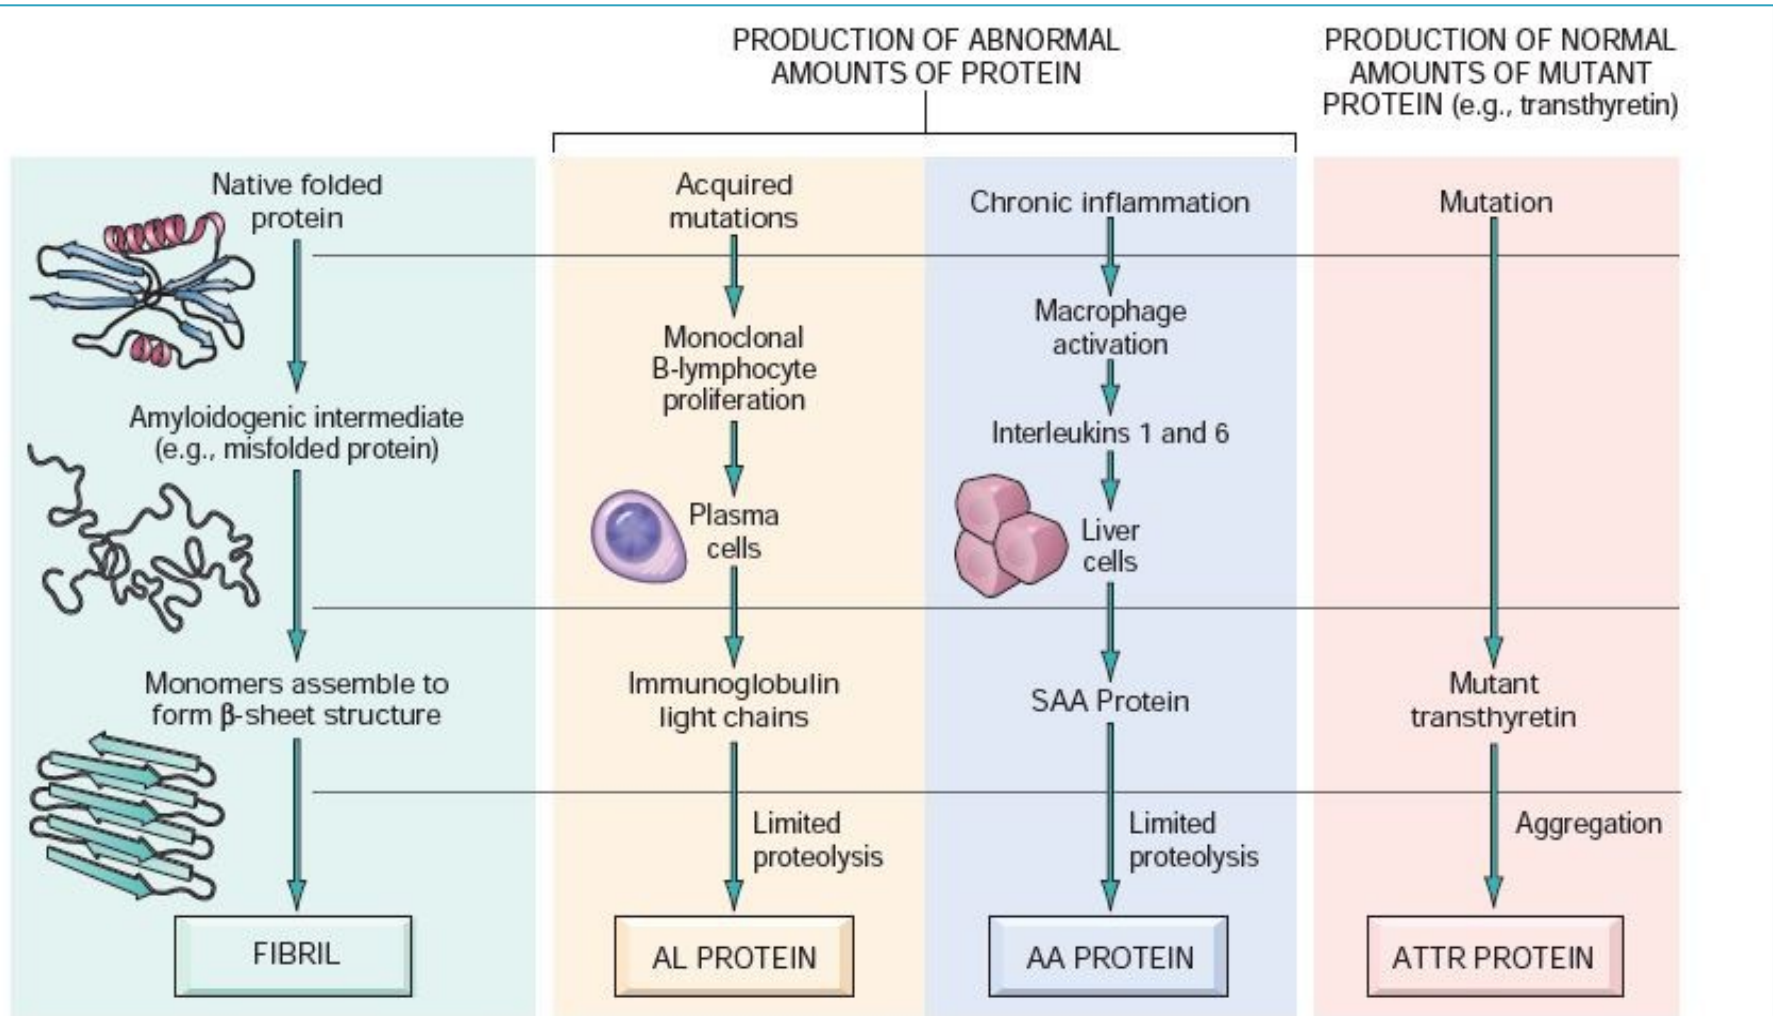 PRODUCTION OF ABNORMAL
AMOUNTS OF PROTEIN
PRODUCTION OF NORMAL
AMOUNTS OF MUTANT
PROTEIN (e.g., transthyretin)
Native folded
protein
Amyloidogenic intermediate
(e.g., misfolded protein)
Monomers assemble to
form β-sheet structure
FIBRIL
Acquired
mutations
Monoclonal
B-lymphocyte
proliferation
Plasma
cells
Immunoglobulin
light chains
Limited
proteolysis
AL PROTEIN
Chronic inflammation
Macrophage
activation
Interleukins 1 and 6
Liver
cells
SAA Protein
Limited
proteolysis
AA PROTEIN
Mutation
Mutant
transthyretin
Aggregation
ATTR PROTEIN